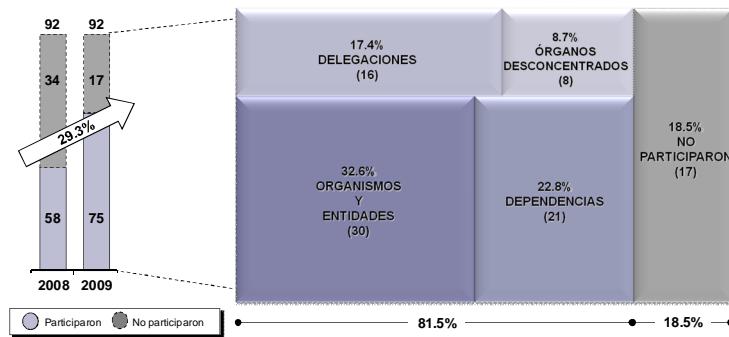 92
92
34
17
29.3%
58
75
2008
2009
Participaron
No participaron
17.4%
DELEGACIONES
(16)
8.7%
ÓRGANOS
DESCONCENTRADOS
(8)
32.6%
ORGANISMOS
Y
ENTIDADES
(30)
22.8%
DEPENDENCIAS
(21)
18.5%
NO
PARTICIPARON
(17)
81.5%
18.5%